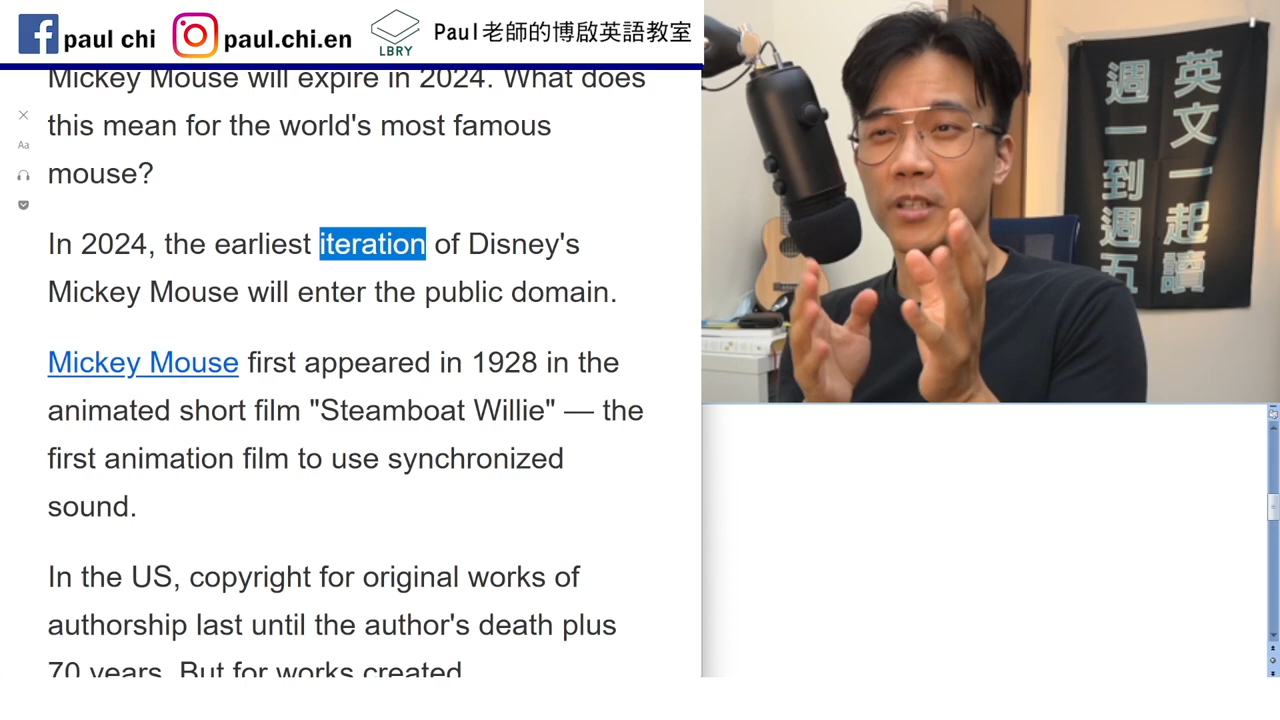 paul chi
paul.chi.en
LBRY
Paul老師的博啟英語教室
Mickey Mouse will expire in 2024. What does
this mean for the world's most famous
mouse?
In 2024, the earliest iteration of Disney's
Mickey Mouse will enter the public domain.
Mickey Mouse first appeared in 1928 in the
animated short film "Steamboat Willie" — the
first animation film to use synchronized
sound.
In the US, copyright for original works of
authorship last until the author's death plus
70 years. But for works created
Aa
英文一起讀
週一到週五